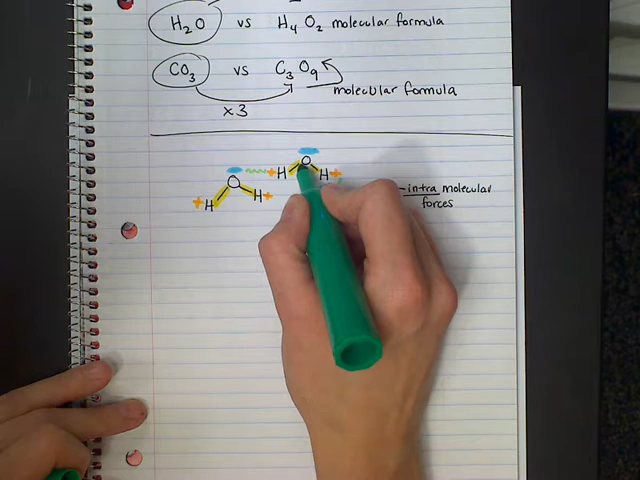 H2O vs H4O2 molecular formula
CO3 vs C3O9
molecular formula
x3
O
+ H H +
O
+ H H +
intra molecular
forces